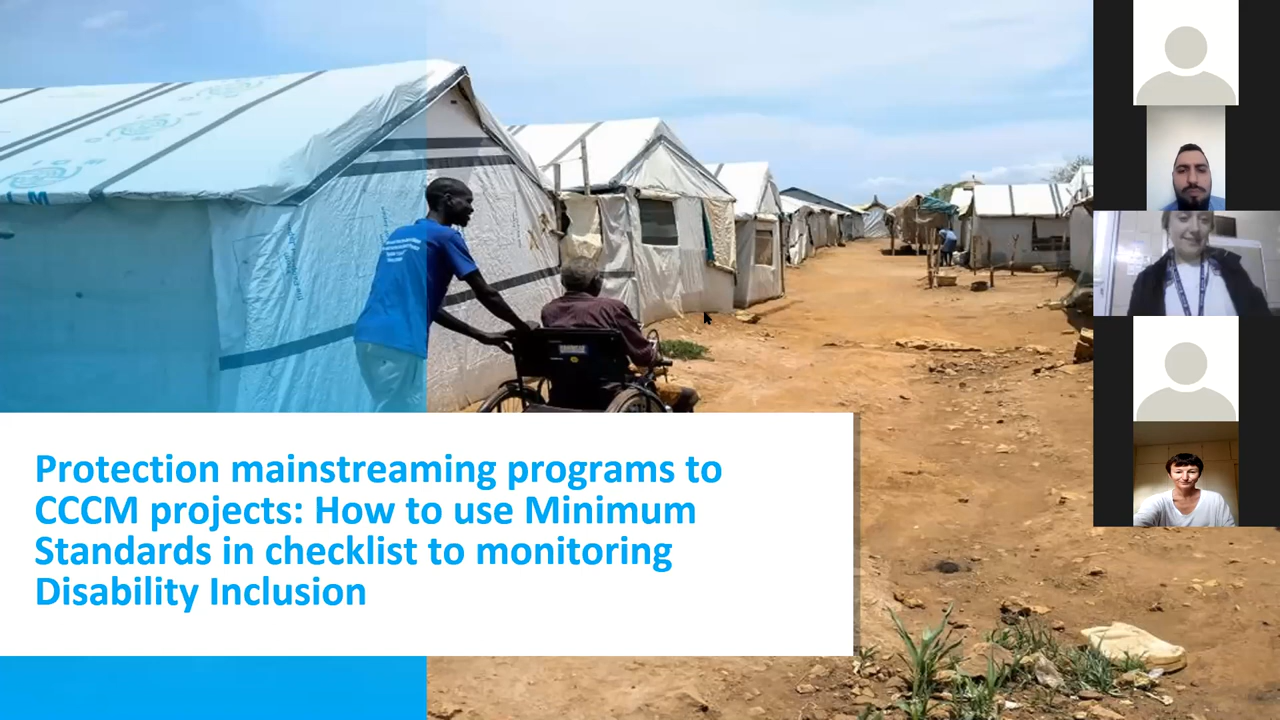 Protection mainstreaming programs to
CCCM projects: How to use Minimum
Standards in checklist to monitoring
Disability Inclusion